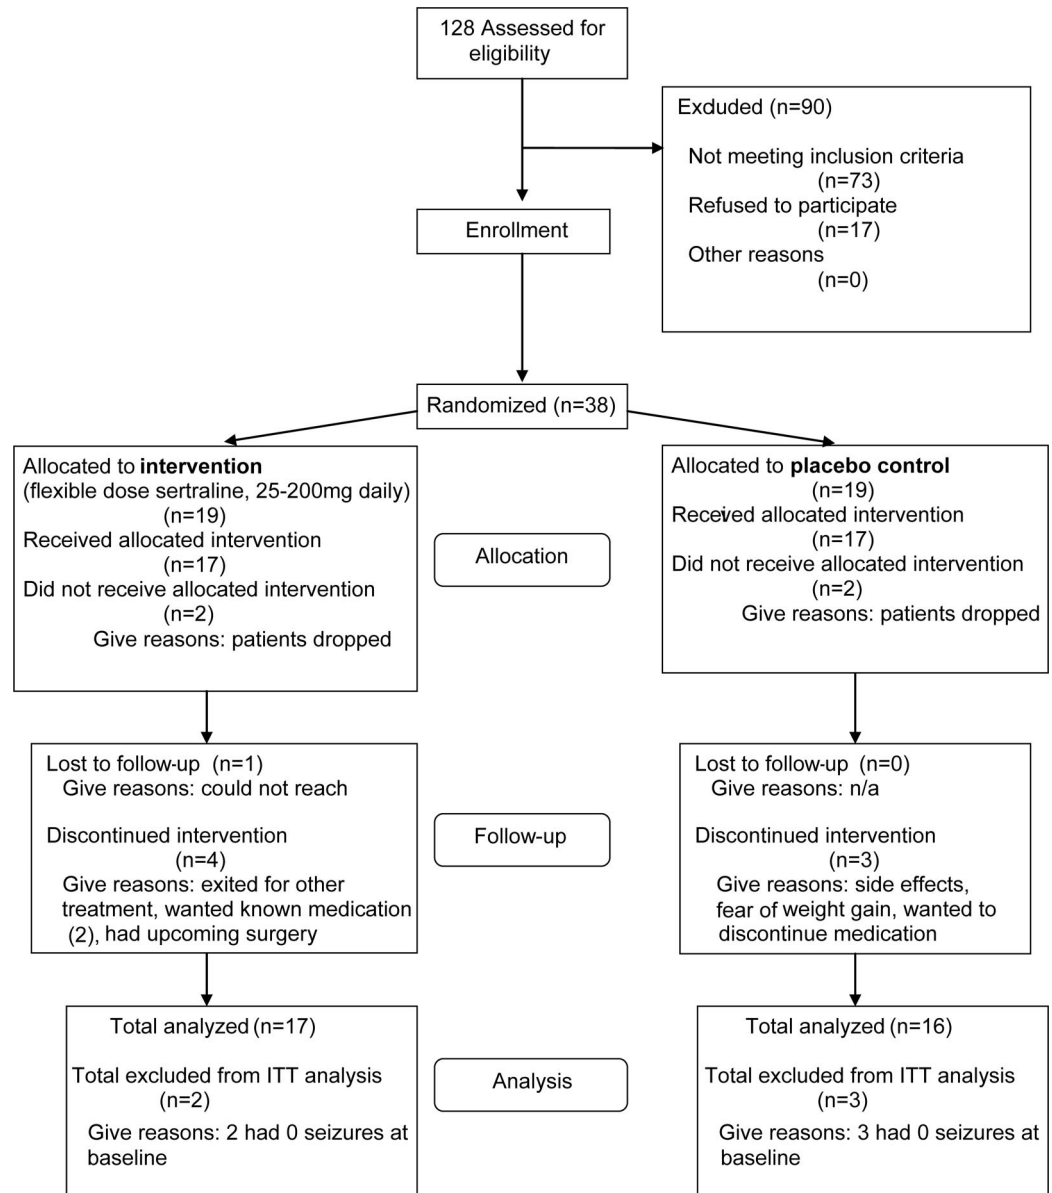 128 Assessed for
eligibility
Exduded (n=90)
Not meeting inclusion criteria
(n=73)
Refused to participate
(n=17)
Other reasons
(n=0)
Enrollment
Randomized (n=38)
Allocated to intervention
(flexible dose sertraline, 25-200mg daily)
(n=19)
Received allocated intervention
(n=17)
Did not receive allocated intervention
(n=2)
Give reasons: patients dropped
Allocation
Allocated to placebo control
(n=19)
Received allocated intervention
(n=17)
Did not receive allocated intervention
(n=2)
Give reasons: patients dropped
Lost to follow-up (n=1)
Give reasons: could not reach
Discontinued intervention
(n=4)
Give reasons: exited for other
treatment, wanted known medication
(2), had upcoming surgery
Follow-up
Lost to follow-up (n=0)
Give reasons: n/a
Discontinued intervention
(n=3)
Give reasons: side effects,
fear of weight gain, wanted to
discontinue medication
Total analyzed (n=17)
Total excluded from ITT analysis
(n=2)
Give reasons: 2 had 0 seizures at
baseline
Analysis
Total analyzed (n=16)
Total excluded from ITT analysis
(n=3)
Give reasons: 3 had 0 seizures at
baseline